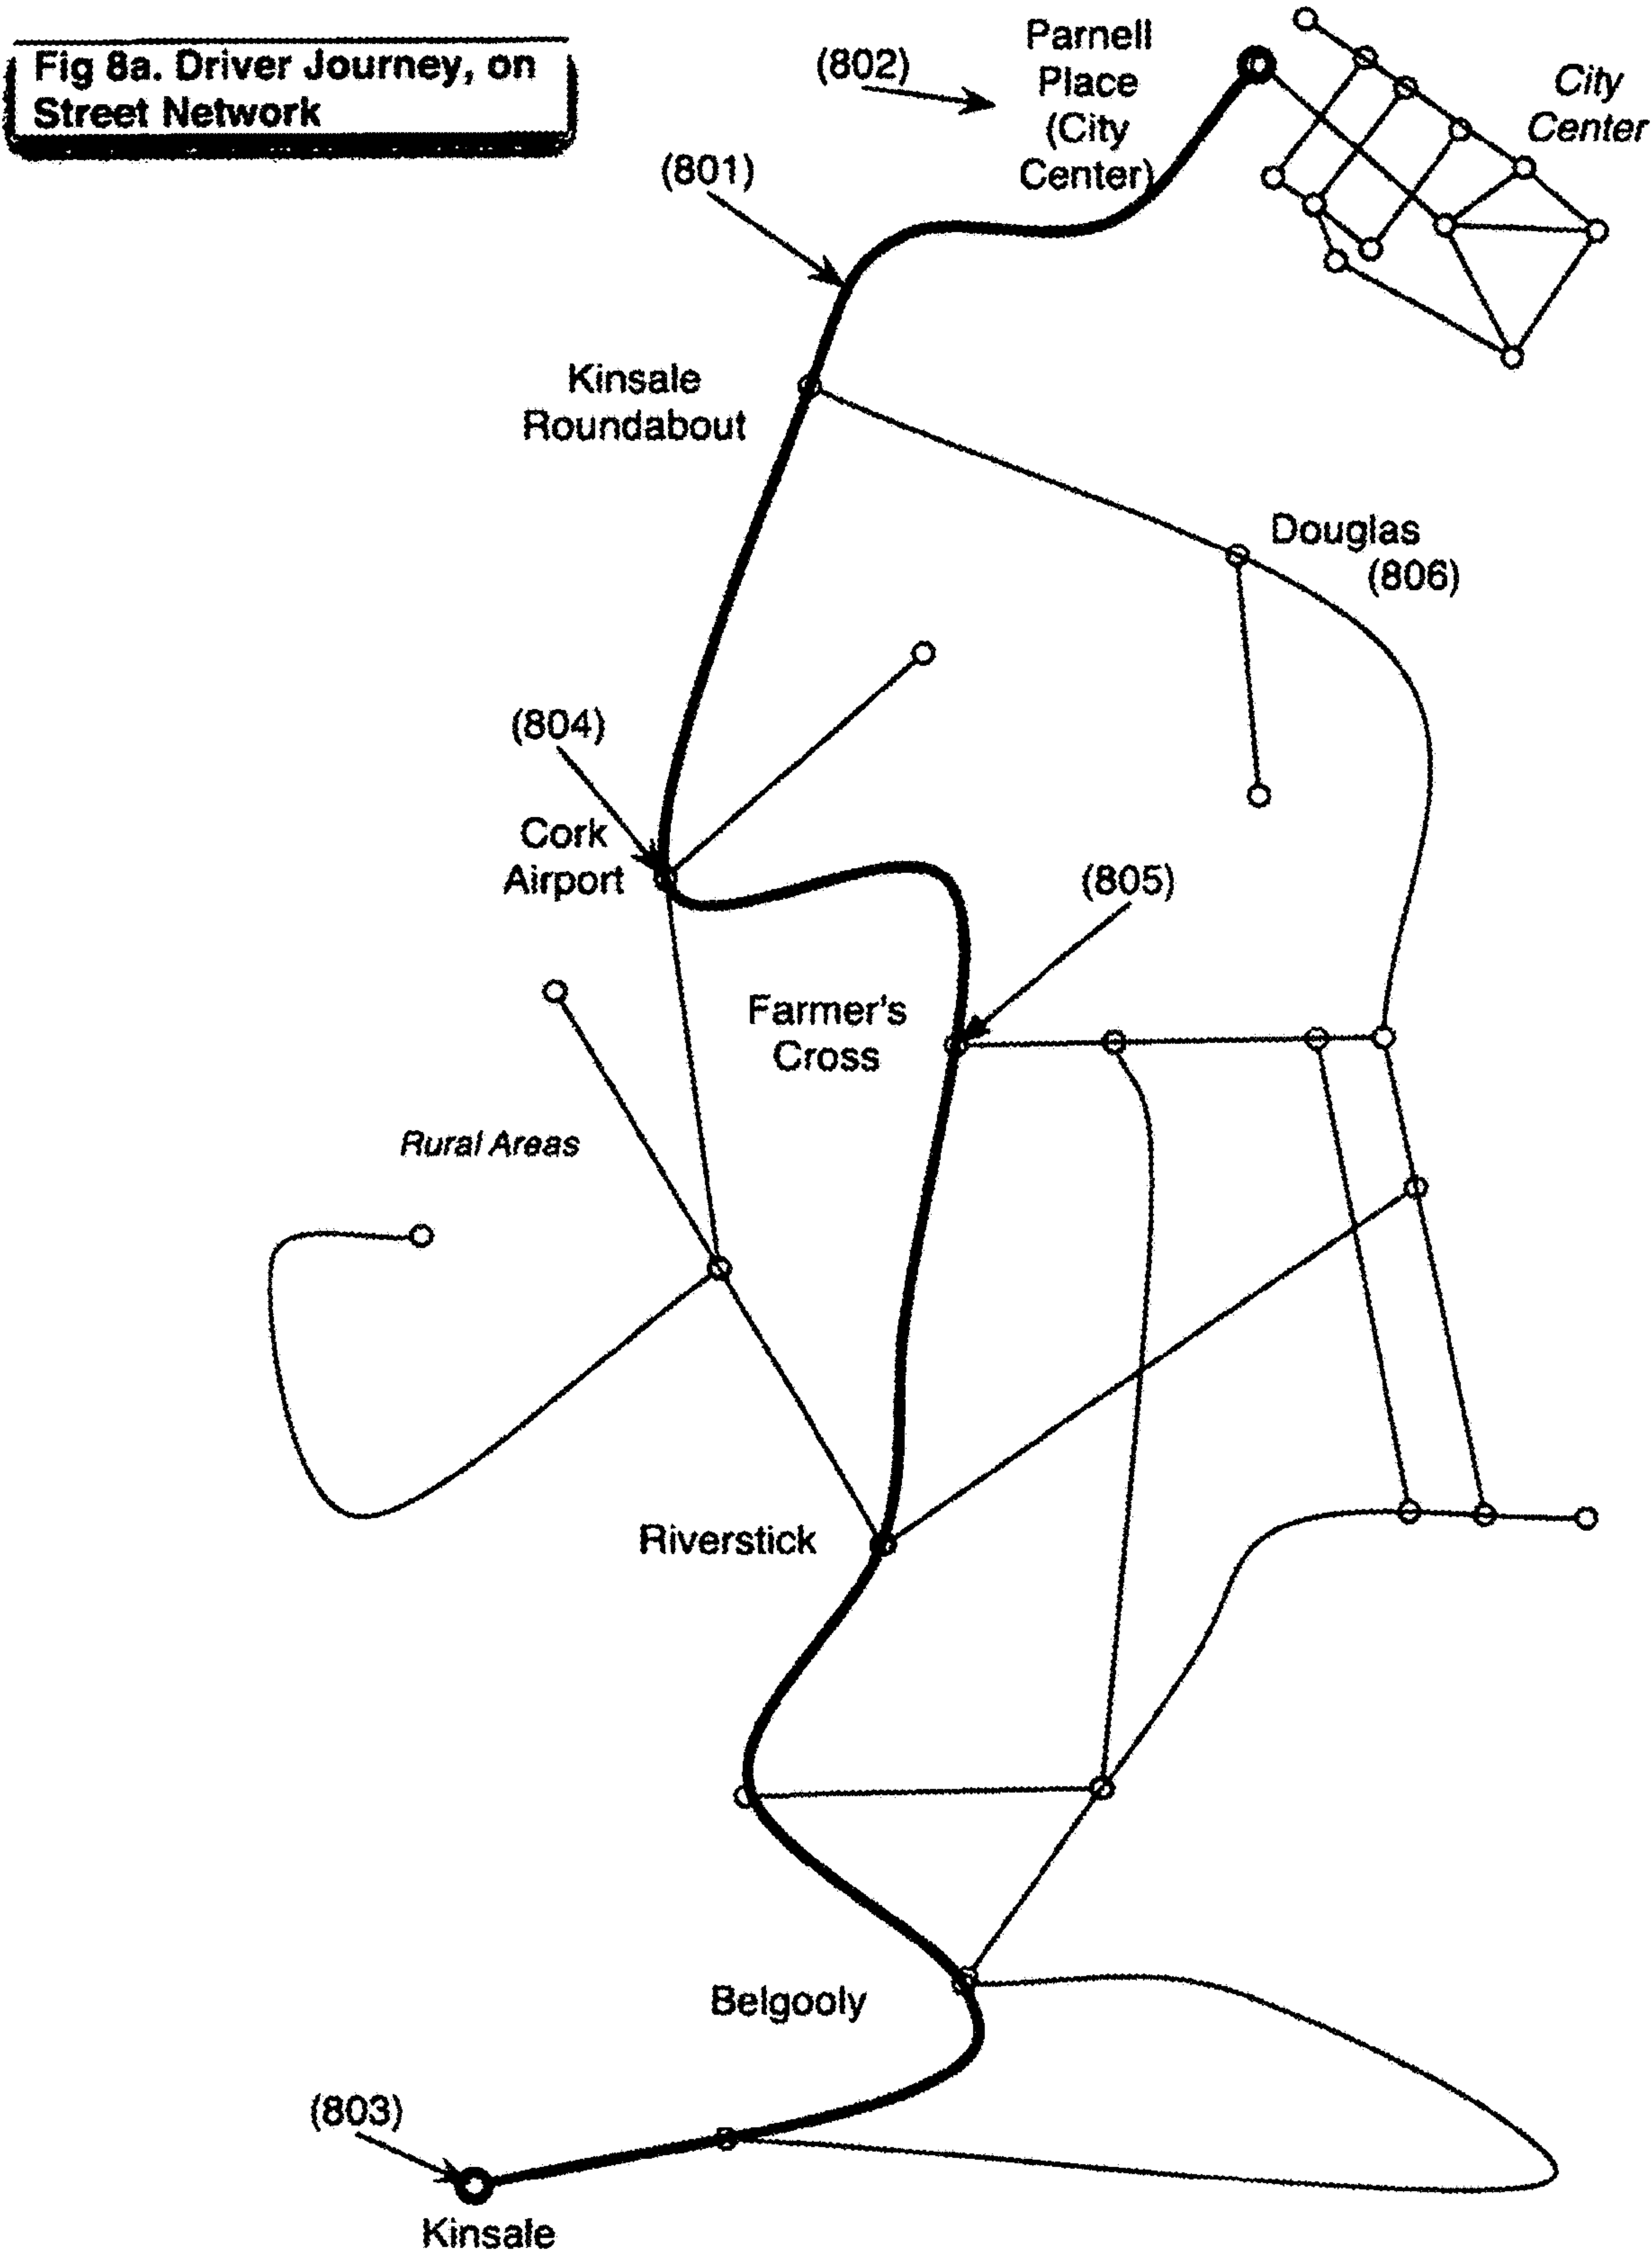 Fig 8a. Driver Journey, on
Street Network
(802)
Parnell
Place
(City
Center)
City
Center
(801)
Kinsale
Roundabout
Douglas
(806)
(804)
Cork
Airport
(805)
Farmer's
Cross
Rural Areas
Riverstick
Belgooly
(803)
Kinsale